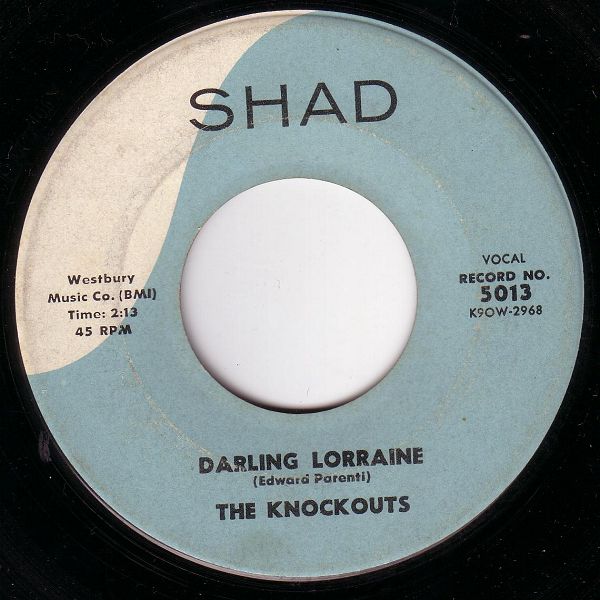 SHAD
Westbury
Music Co. (BMI)
Time: 2:13
45 RPM
VOCAL
RECORD NO.
5013
K9OW-2968
DARLING LORRAINE
(Edward Parenti)
THE KNOCKOUTS